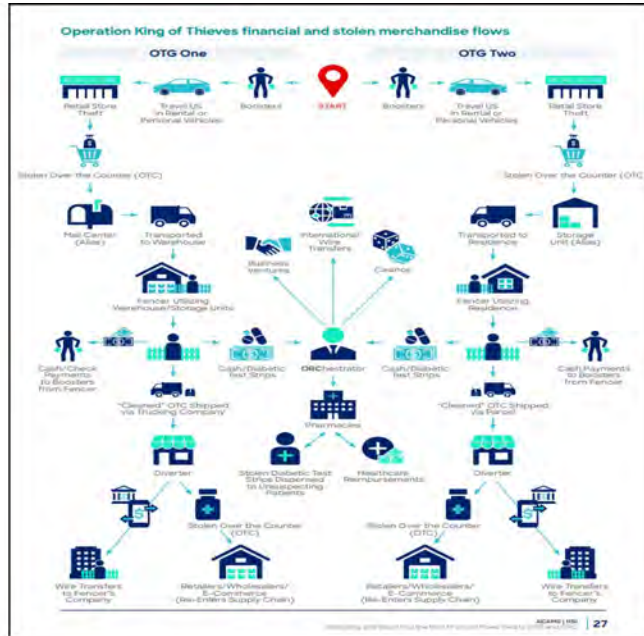 Operation King of Thieves financial and stolen merchandise flows
OTG One
OTG Two
Retail Store
Theft
Travel US
in Rental or
Personal Vehicles
Boosters
START
Boosters
Travel US
in Rental or
Personal Vehicles
Retail Store
Theft
Stolen Over the Counter (OTC)
Stolen Over the Counter (OTC
Mail Center
(Alias)
Transported
to Warehouse
Business
Ventures
International
Wire
Transfers
Casinos
Transported to
Residence
Storage
Unit (Alias)
Fencer Utilizing
Warehouse/Storage Units
Fencer Utilizing
Residence
Cash/Check
Payments
to Boosters
from Fencer
Cash/Diabetic
Test Strips
ORChestrator
Cash/Diabetic
Test Strips
Cash Payments
to Boosters
from Fencer
"Cleaned" OTC Shipped
via Trucking Company
Pharmacies
"Cleaned" OTC Shipped
via Parcel
Diverter
Stolen Diabetic Test
Strips Dispersed
to Unsuspecting
Patients
Healthcare
Reimbursements
Diverter
Stolen Over the Counter
(OTC)
Stolen Over the Counter
(OTC)
Wire Transfers
to Fencer's
Company
Retailers/Wholesalers/
E-Commerce
(Re-Enters Supply Chain)
Retailers/Wholesalers/
E-Commerce
(Re-Enters Supply Chain)
Wire Transfers
to Fencer's
Company
ACAMS | HSI
27